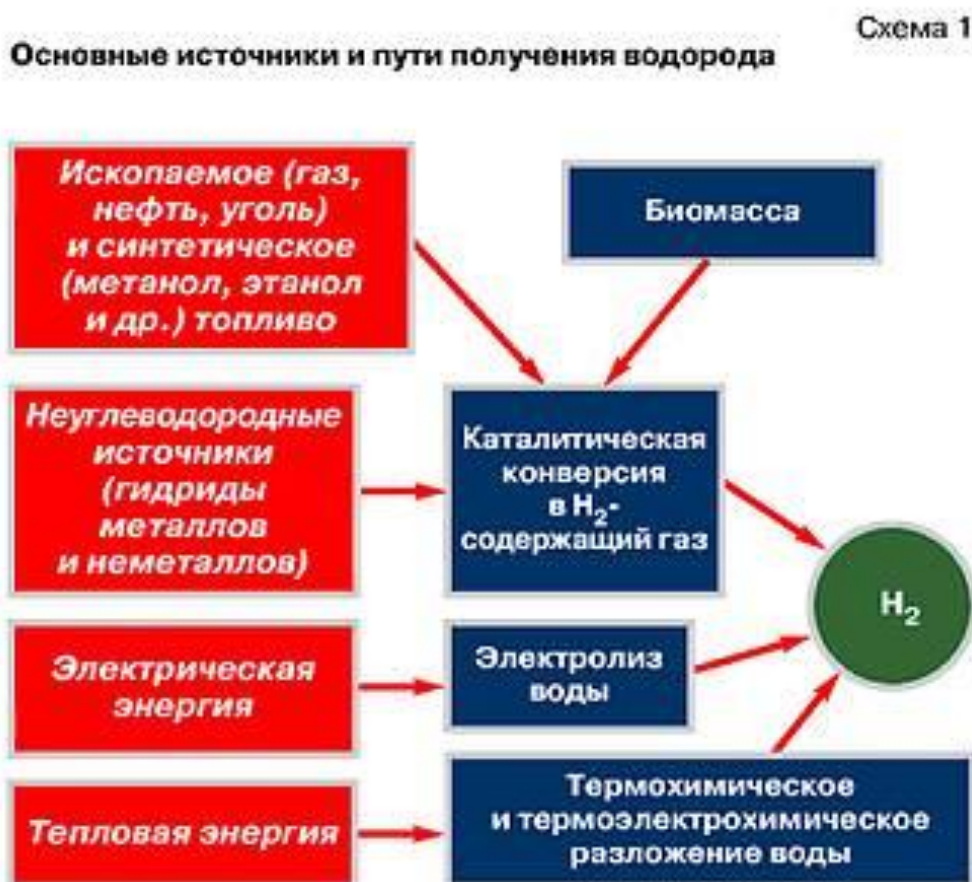 Схема 1
Основные источники и пути получения водорода
Ископаемое (газ,
нефть, уголь)
и синтетическое
(метанол, этанол
и др.) топливо
Биомасса
Неуглеводородные
источники
(гидриды
металлов
и неметаллов)
Каталитическая
конверсия
в H₂-
содержащий газ
H₂
Электрическая
энергия
Электролиз
воды
Тепловая энергия
Термохимическое
и термоэлектрохимическое
разложение воды